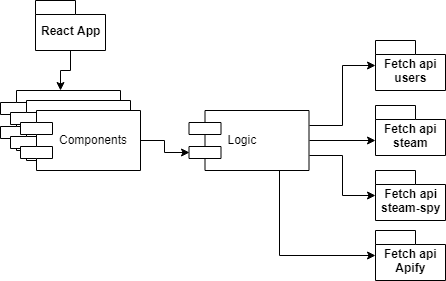 React App
Components
Logic
Fetch api
users
Fetch api
steam
Fetch api
steam-spy
Fetch api
Apify